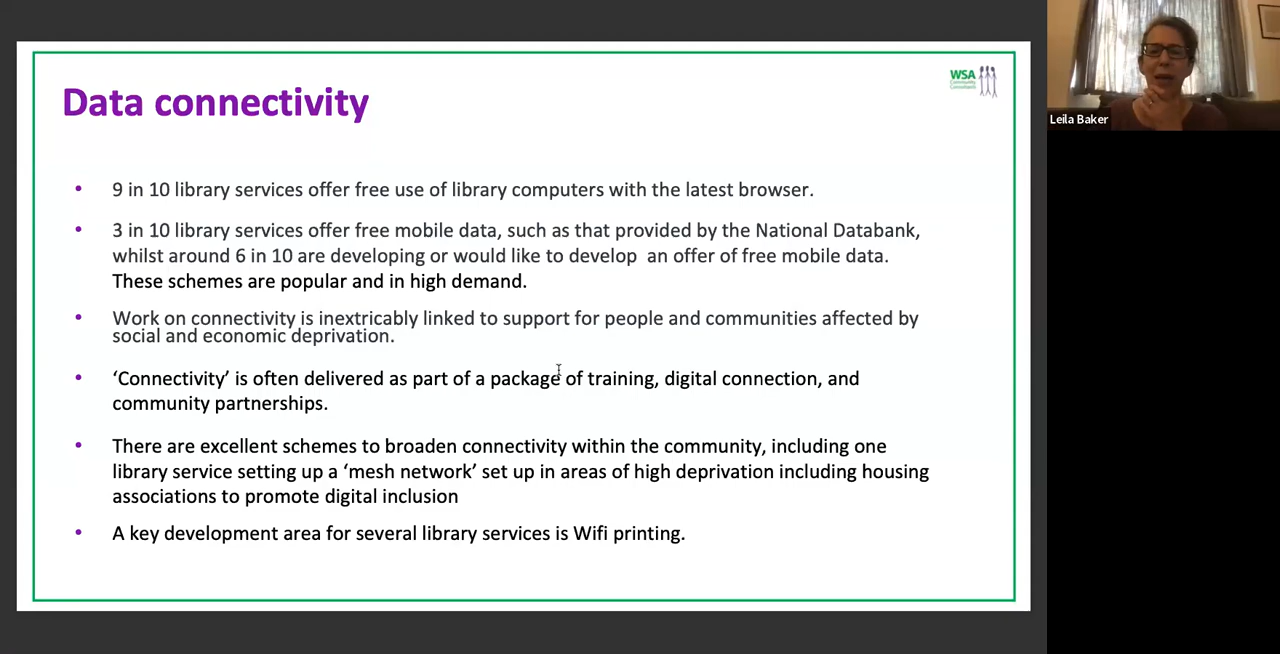 WSA
Community
Consultants
Data connectivity
• 9 in 10 library services offer free use of library computers with the latest browser.
• 3 in 10 library services offer free mobile data, such as that provided by the National Databank,
whilst around 6 in 10 are developing or would like to develop  an offer of free mobile data.
These schemes are popular and in high demand.
• Work on connectivity is inextricably linked to support for people and communities affected by
social and economic deprivation.
• ‘Connectivity’ is often delivered as part of a package of training, digital connection, and
community partnerships.
• There are excellent schemes to broaden connectivity within the community, including one
library service setting up a ‘mesh network’ set up in areas of high deprivation including housing
associations to promote digital inclusion
• A key development area for several library services is Wifi printing.
Leila Baker